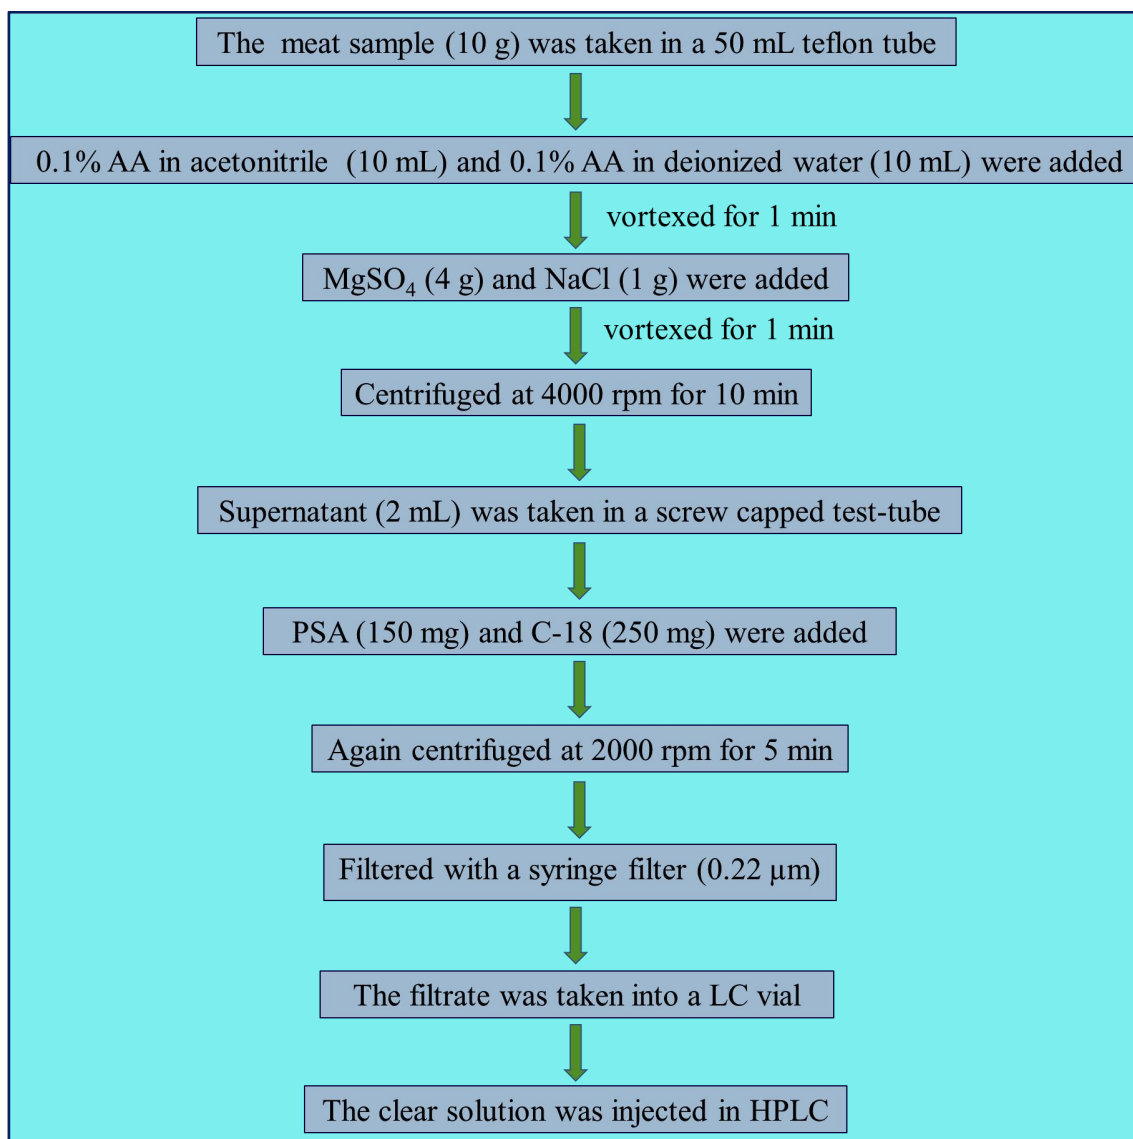 The meat sample (10 g) was taken in a 50 mL teflon tube
0.1% AA in acetonitrile (10 mL) and 0.1% AA in deionized water (10 mL) were added
vortexed for 1 min
MgSO₄ (4 g) and NaCl (1 g) were added
vortexed for 1 min
Centrifuged at 4000 rpm for 10 min
Supernatant (2 mL) was taken in a screw capped test-tube
PSA (150 mg) and C-18 (250 mg) were added
Again centrifuged at 2000 rpm for 5 min
Filtered with a syringe filter (0.22 µm)
The filtrate was taken into a LC vial
The clear solution was injected in HPLC